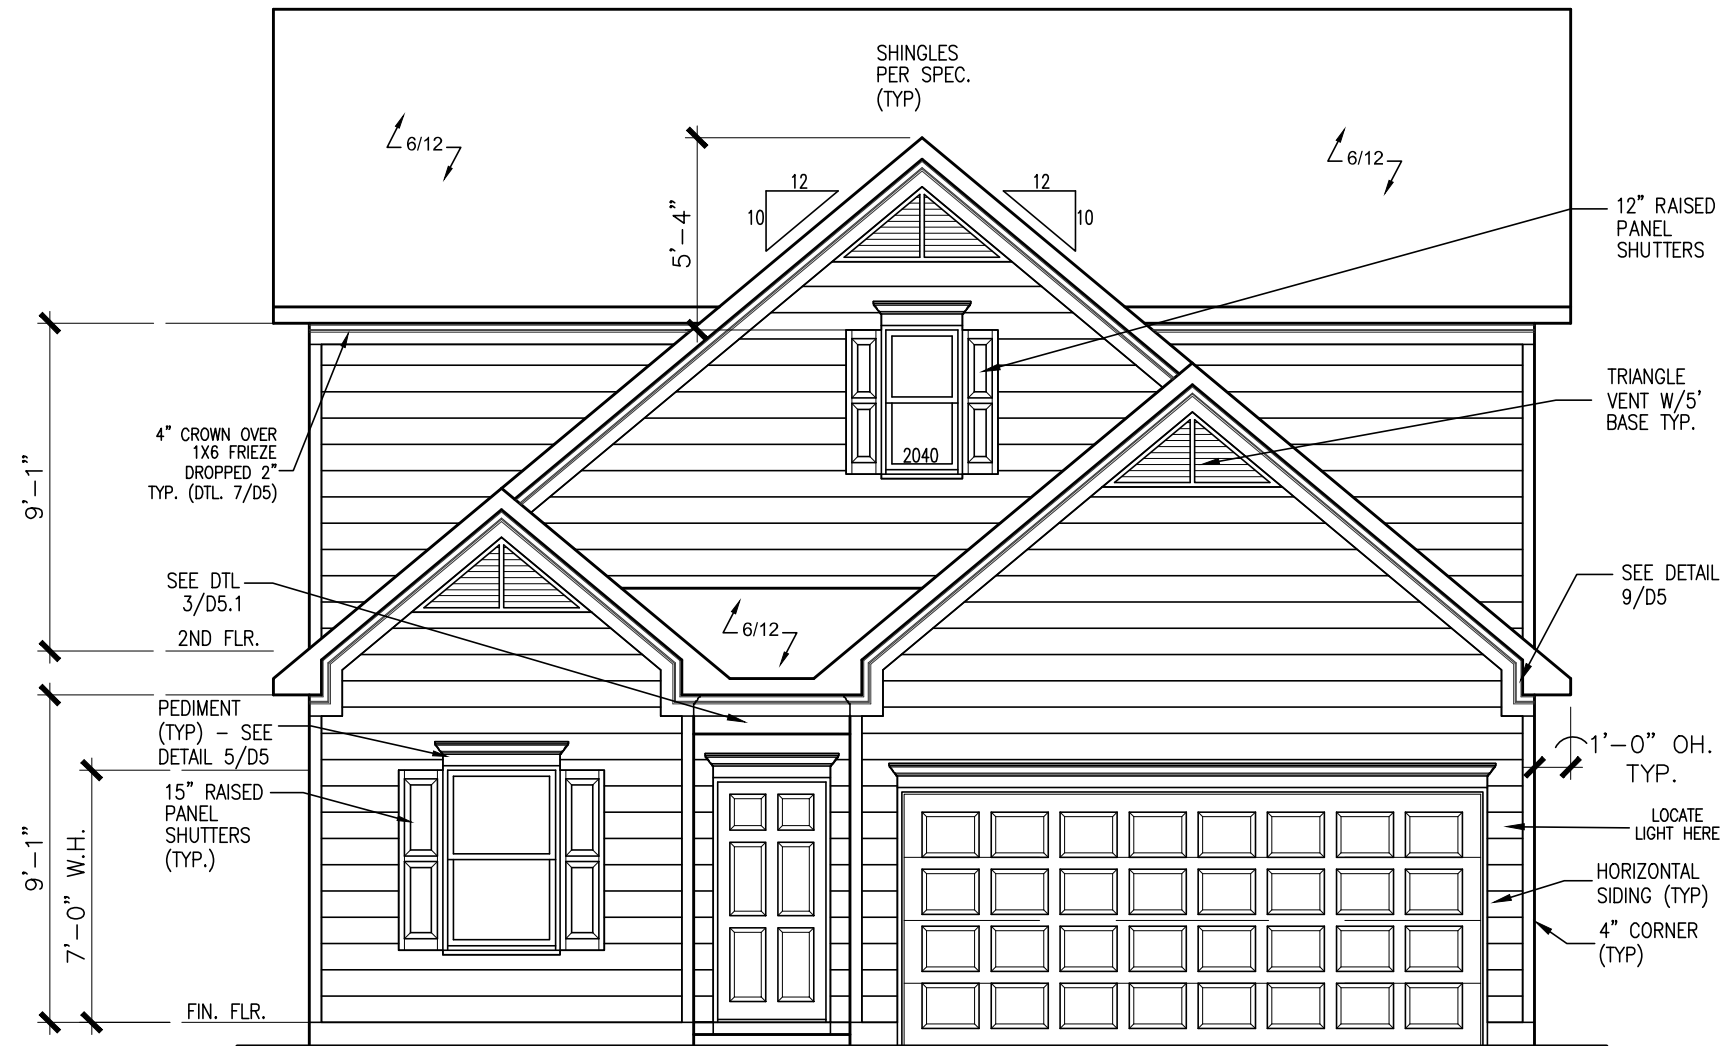 SHINGLES
PER SPEC.
(TYP)
6/12
6/12
12
10
12
10
5'-4"
12" RAISED
PANEL
SHUTTERS
TRIANGLE
VENT W/5'
BASE TYP.
4" CROWN OVER
1X6 FRIEZE
DROPPED 2"
TYP. (DTL. 7/D5)
9'-1"
2040
SEE DTL
3/D5.1
2ND FLR.
6/12
SEE DETAIL
9/D5
PEDIMENT
(TYP) - SEE
DETAIL 5/D5
1'-0" OH.
TYP.
15" RAISED
PANEL
SHUTTERS
(TYP.)
9'-1"
7'-0" W.H.
LOCATE
LIGHT HERE
HORIZONTAL
SIDING (TYP)
4" CORNER
(TYP)
FIN. FLR.